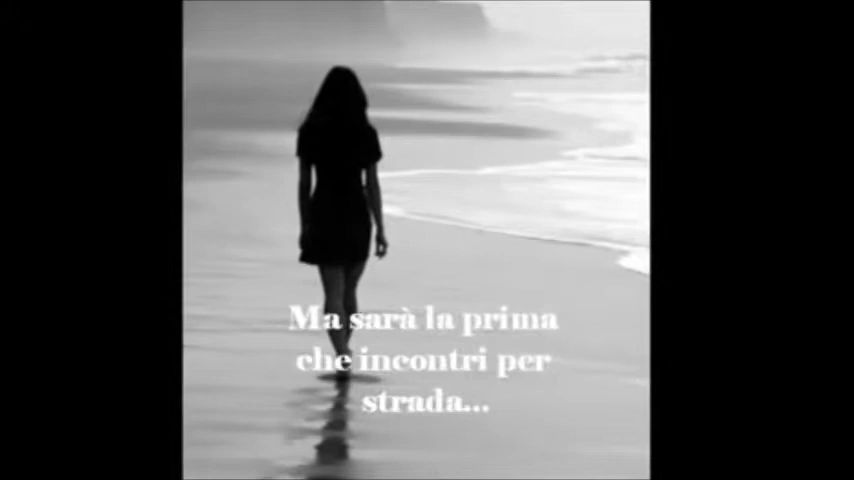 Ma sarà la prima
che incontri per
strada...